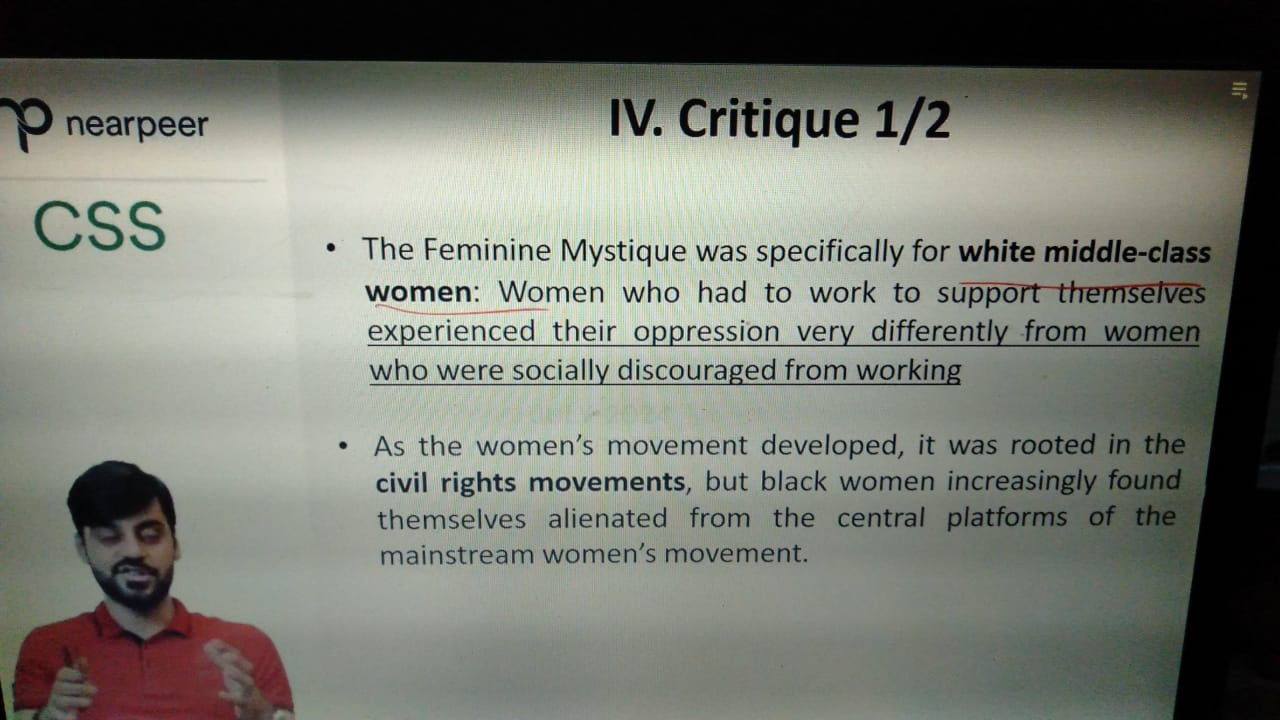 nearpeer
CSS
IV. Critique 1/2
• The Feminine Mystique was specifically for white middle-class
women: Women who had to work to support themselves
experienced their oppression very differently from women
who were socially discouraged from working
• As the women's movement developed, it was rooted in the
civil rights movements, but black women increasingly found
themselves alienated from the central platforms of the
mainstream women's movement.